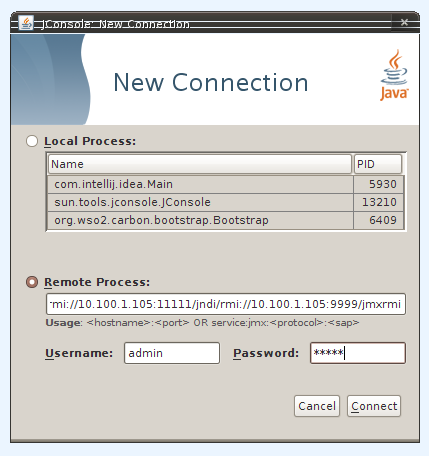 JConsole: New Connection
New Connection
Java
Local Process:
Name PID
com.intellij.idea.Main 5930
sun.tools.jconsole.JConsole 13210
org.wso2.carbon.bootstrap.Bootstrap 6409
Remote Process:
rmi://10.100.1.105:11111/jndi/rmi://10.100.1.105:9999/jmxrmi
Usage: <hostname>:<port> OR service:jmx:<protocol>:<sap>
Username: admin Password: *****
Cancel Connect